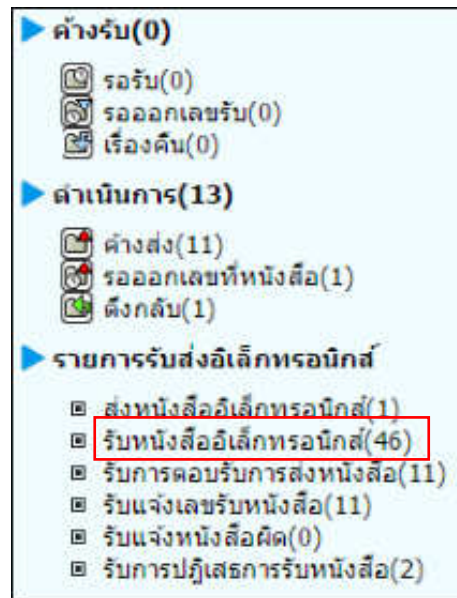 ค้างรับ(0)
รอรับ(0)
รอออกเลขรับ(0)
เรื่องคืน(0)
ดำเนินการ(13)
ค้างส่ง(11)
รอออกเลขที่หนังสือ(1)
ดึงกลับ(1)
รายการรับส่งอิเล็กทรอนิกส์
ส่งหนังสืออิเล็กทรอนิกส์(1)
รับหนังสืออิเล็กทรอนิกส์(46)
รับการตอบรับการส่งหนังสือ(11)
รับแจ้งเลขรับหนังสือ(11)
รับแจ้งหนังสือผิด(0)
รับการปฏิเสธการรับหนังสือ(2)